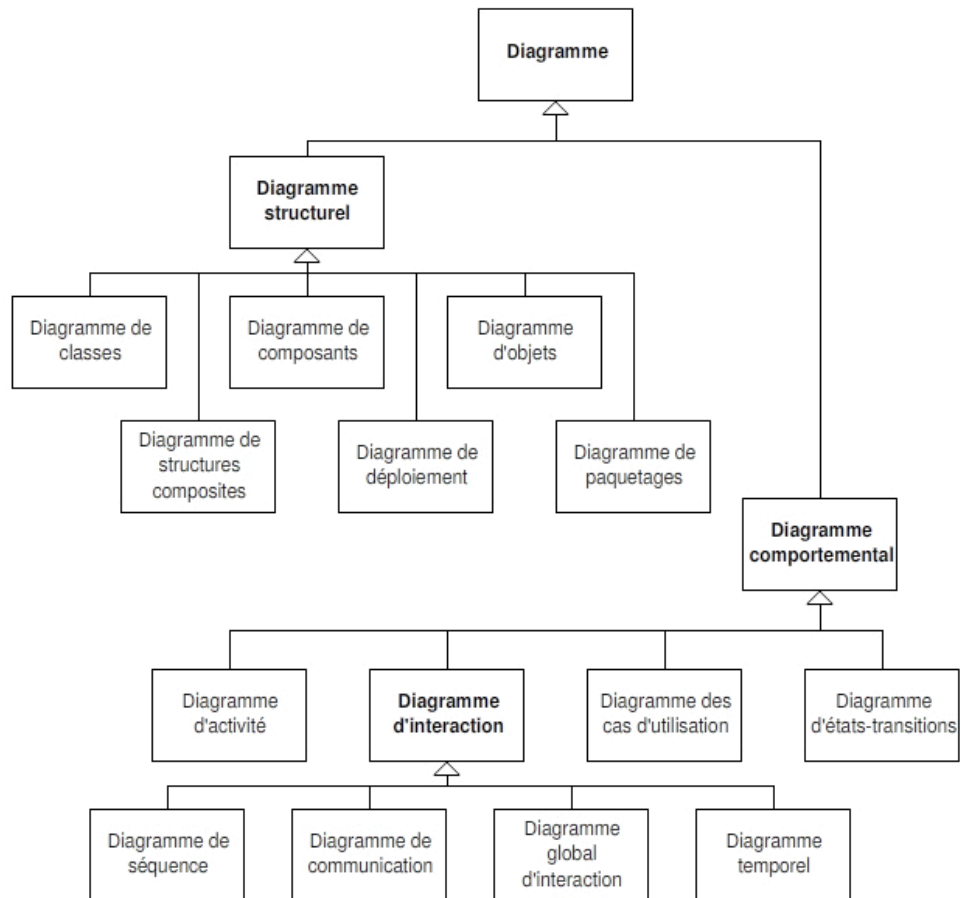 Diagramme
Diagramme
structurel
Diagramme de
classes
Diagramme de
composants
Diagramme
d'objets
Diagramme de
structures
composites
Diagramme de
déploiement
Diagramme de
paquetages
Diagramme
comportemental
Diagramme
d'activité
Diagramme
d'interaction
Diagramme des
cas d'utilisation
Diagramme
d'états-transitions
Diagramme de
séquence
Diagramme de
communication
Diagramme
global
d'interaction
Diagramme
temporel